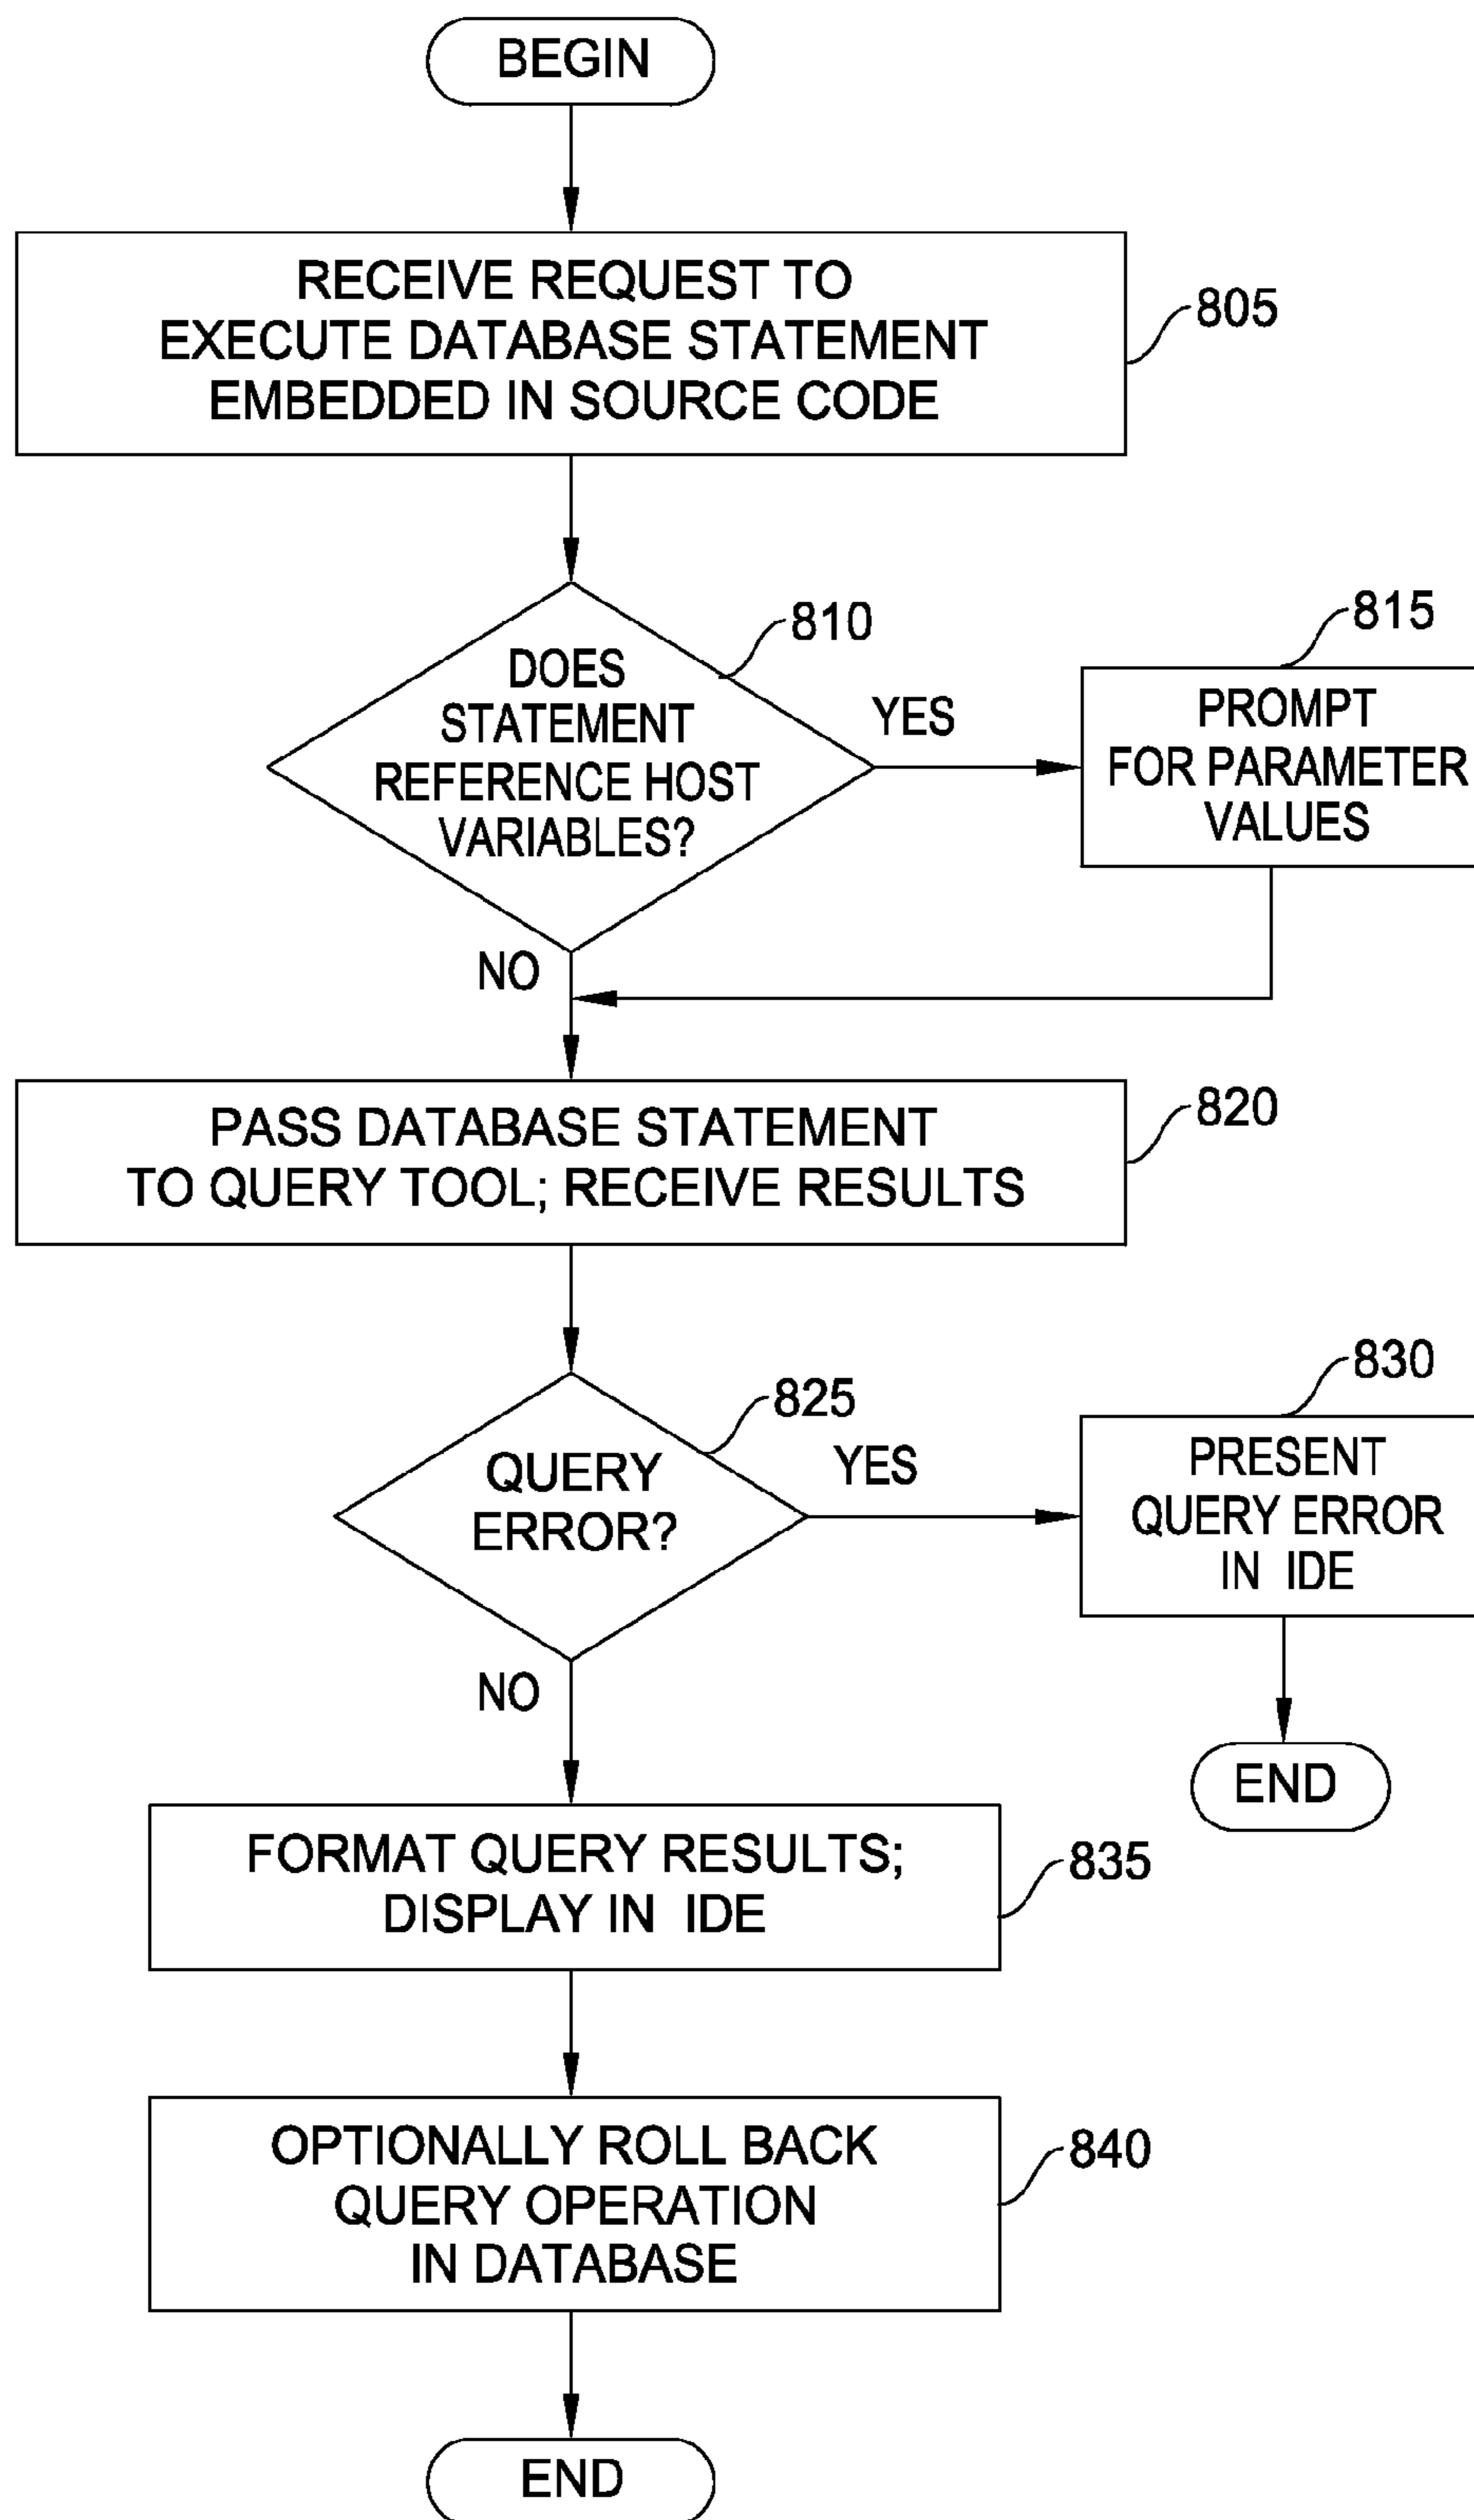 BEGIN
RECEIVE REQUEST TO
EXECUTE DATABASE STATEMENT
EMBEDDED IN SOURCE CODE
805
DOES
STATEMENT
REFERENCE HOST
VARIABLES?
810
YES
815
PROMPT
FOR PARAMETER
VALUES
NO
PASS DATABASE STATEMENT
TO QUERY TOOL; RECEIVE RESULTS
820
QUERY
ERROR?
825
YES
830
PRESENT
QUERY ERROR
IN IDE
NO
END
FORMAT QUERY RESULTS;
DISPLAY IN IDE
835
OPTIONALLY ROLL BACK
QUERY OPERATION
IN DATABASE
840
END